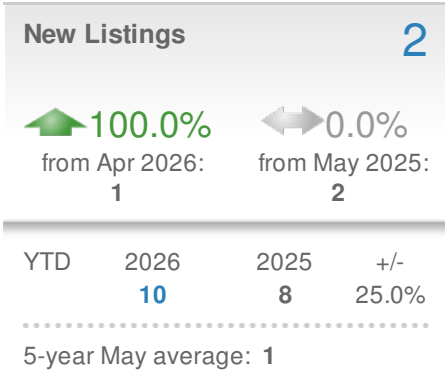 New Listings 2
100.0% 0.0%
from Apr 2026: from May 2025:
1 2
YTD 2026 2025 +/-
10 8 25.0%
5-year May average: 1